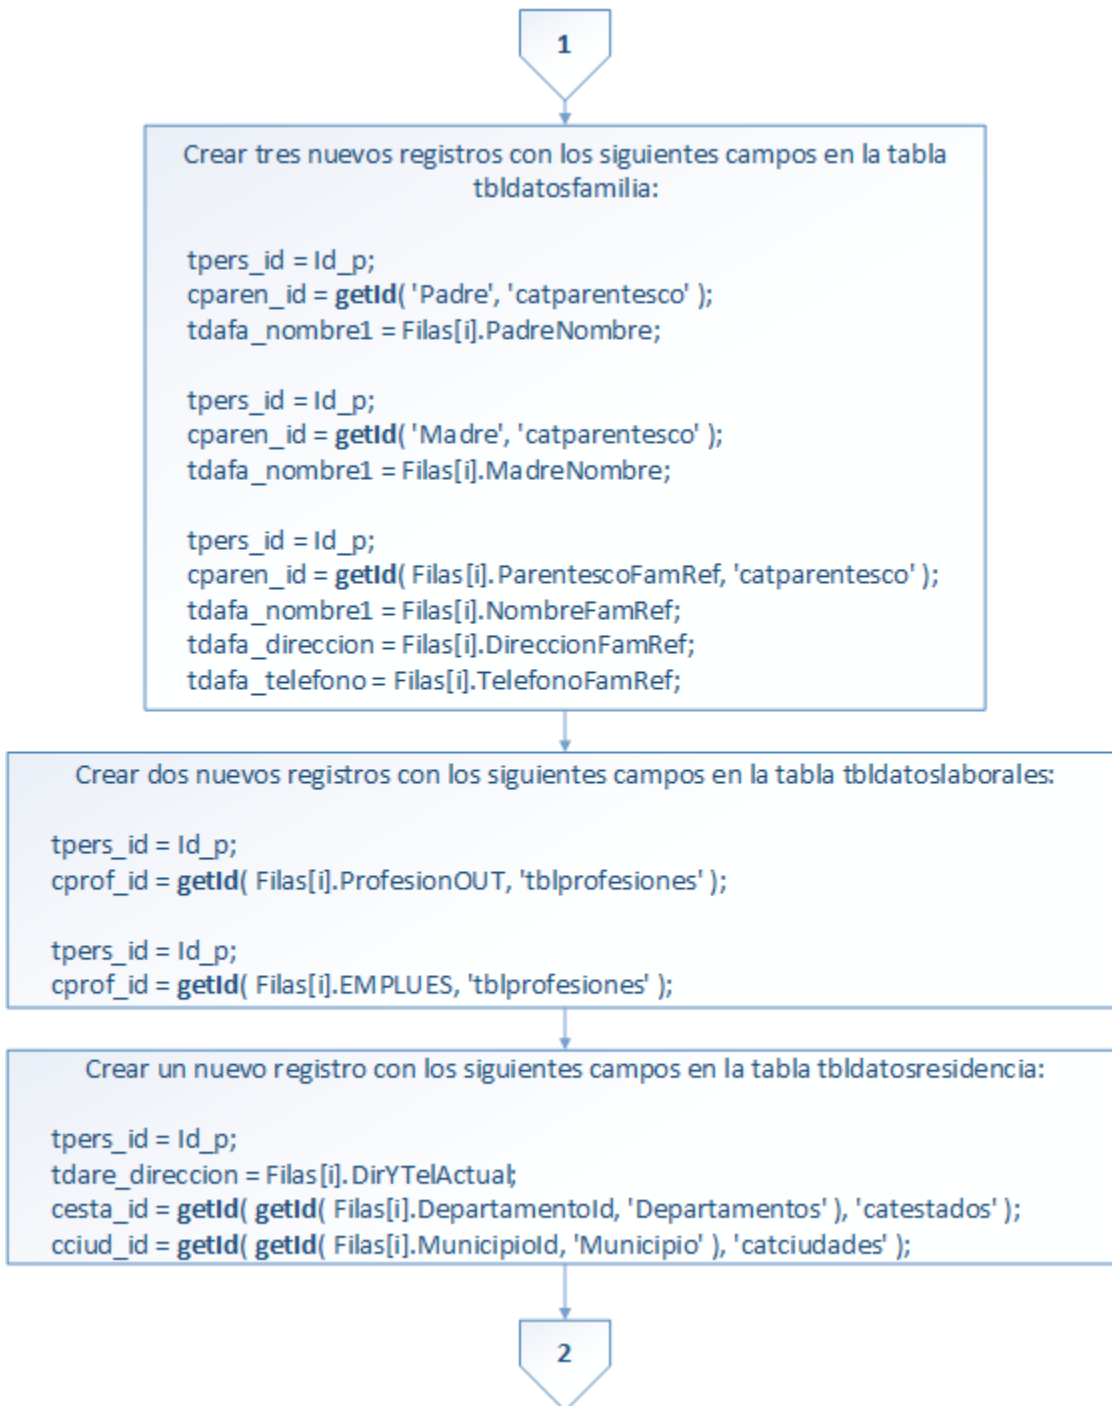 1
Crear tres nuevos registros con los siguientes campos en la tabla
tbldatosfamilia:
tpers_id = Id_p;
cparen_id = getId( 'Padre', 'catparentesco' );
tdafa_nombre1 = Filas[i].PadreNombre;
tpers_id = Id_p;
cparen_id = getId( 'Madre', 'catparentesco' );
tdafa_nombre1 = Filas[i].MadreNombre;
tpers_id = Id_p;
cparen_id = getId( Filas[i].ParentescoFamRef, 'catparentesco' );
tdafa_nombre1 = Filas[i].NombreFamRef;
tdafa_direccion = Filas[i].DireccionFamRef;
tdafa_telefono = Filas[i].TelefonoFamRef;
Crear dos nuevos registros con los siguientes campos en la tabla tbldatoslaborales:
tpers_id = Id_p;
cprof_id = getId( Filas[i].ProfesionOUT, 'tblprofesiones' );
tpers_id = Id_p;
cprof_id = getId( Filas[i].EMPLUES, 'tblprofesiones' );
Crear un nuevo registro con los siguientes campos en la tabla tbldatosresidencia:
tpers_id = Id_p;
tdare_direccion = Filas[i].DirYTelActual;
cesta_id = getId( getId( Filas[i].DepartamentoId, 'Departamentos' ), 'catestados' );
cciud_id = getId( getId( Filas[i].MunicipioId, 'Municipio' ), 'catciudades' );
2